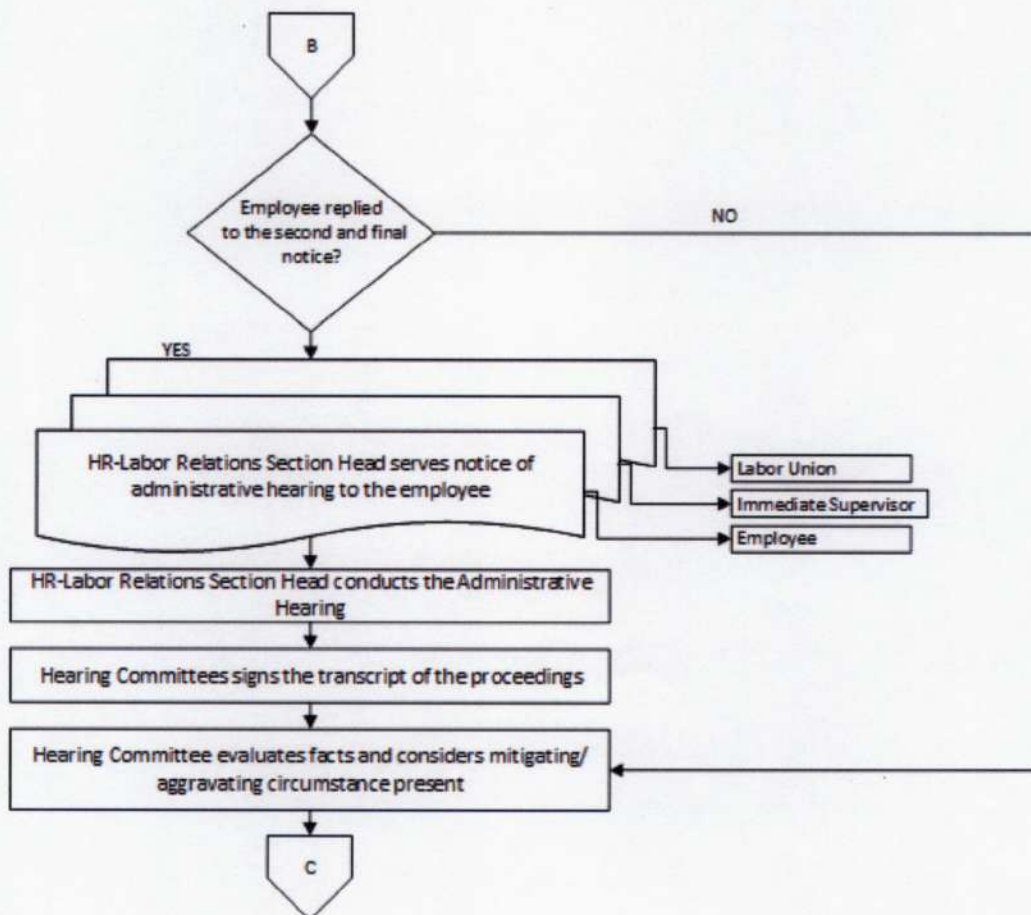 B
Employee replied
to the second and final
notice?
NO
YES
HR-Labor Relations Section Head serves notice of
administrative hearing to the employee
Labor Union
Immediate Supervisor
Employee
HR-Labor Relations Section Head conducts the Administrative
Hearing
Hearing Committees signs the transcript of the proceedings
Hearing Committee evaluates facts and considers mitigating/
aggravating circumstance present
C